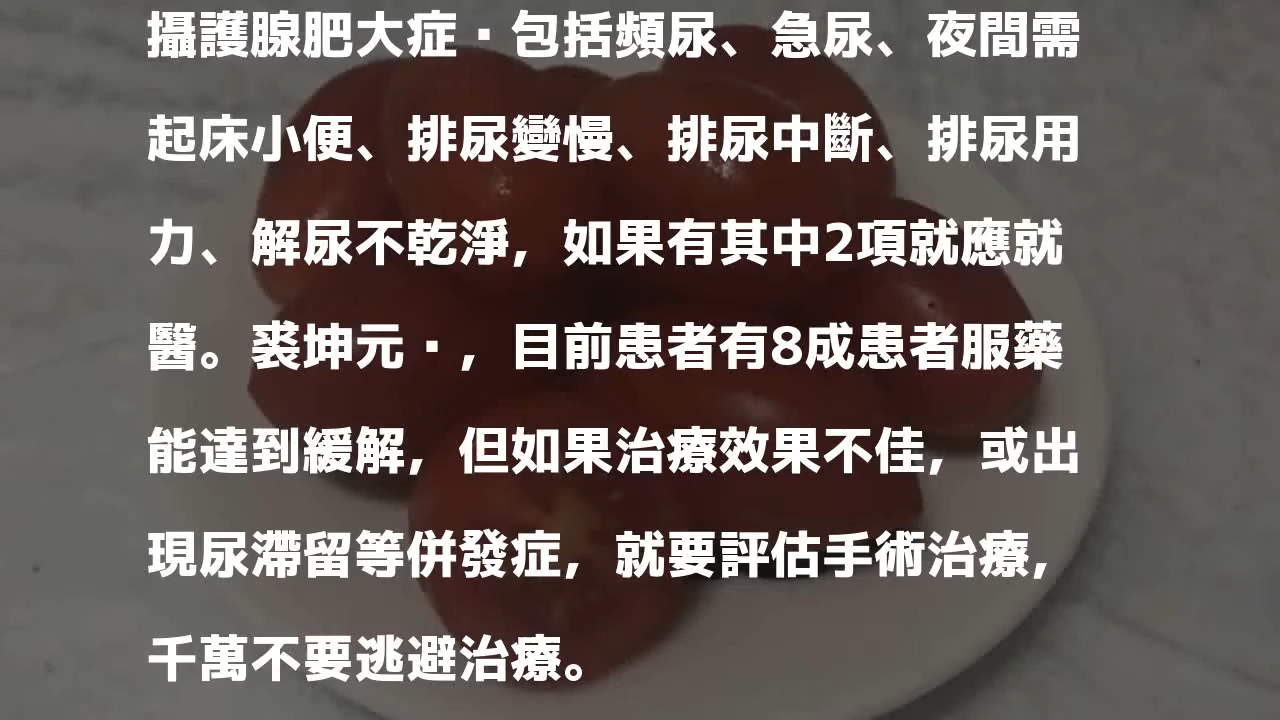 攝護腺肥大症▪包括頻尿、急尿、夜間需
起床小便、排尿變慢、排尿中斷、排尿用
力、解尿不乾淨，如果有其中2項就應就
醫。裘坤元▪，目前患者有8成患者服藥
能達到緩解，但如果治療效果不佳，或出
現尿滯留等併發症，就要評估手術治療，
千萬不要逃避治療。